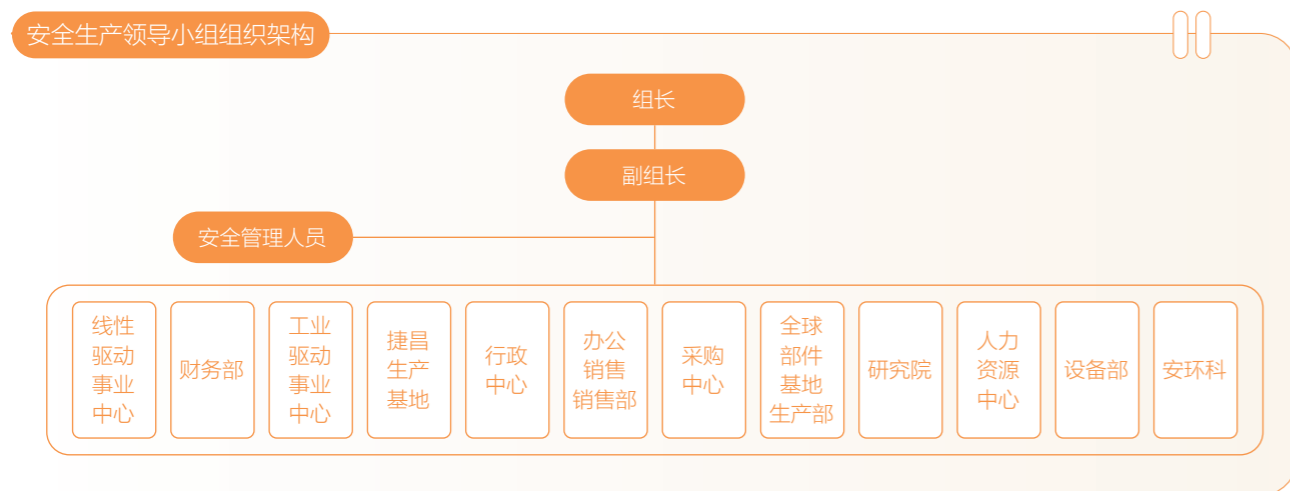 安全生产领导小组组织架构
组长
副组长
安全管理人员
线性
驱动
事业
中心
财务部
工业
驱动
事业
中心
捷昌
生产
基地
行政
中心
办公
销售
销售部
采购
中心
全球
部件
基地
生产部
研究院
人力
资源
中心
设备部
安环科